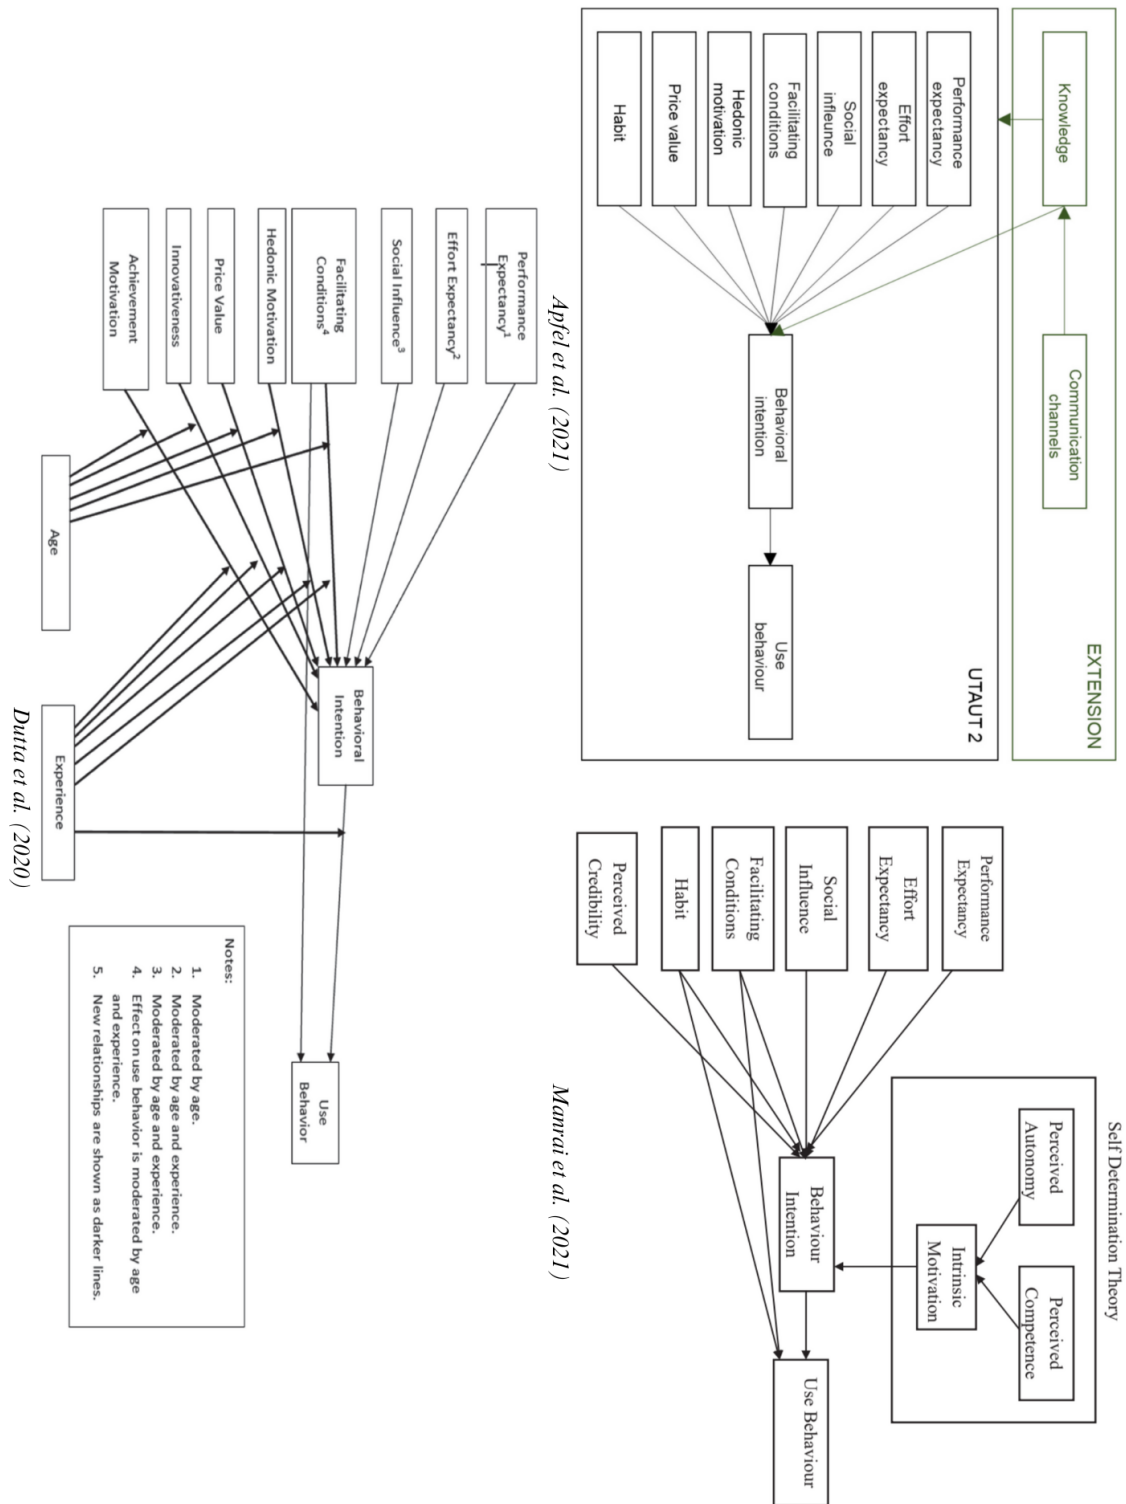 EXTENSION
Knowledge
Communication
channels
UTAUT 2
Performance
expectancy
Effort
expectancy
Social
infleunce
Facilitating
conditions
Hedonic
motivation
Price value
Habit
Behavioral
intention
Use
behaviour
Apfel et al. (2021)
Self Determination Theory
Perceived
Autonomy
Perceived
Competence
Intrinsic
Motivation
Performance
Expectancy
Effort
Expectancy
Social
Influence
Facilitating
Conditions
Habit
Perceived
Credibility
Behaviour
Intention
Use Behaviour
Manrai et al. (2021)
Performance
Expectancy¹
Effort Expectancy²
Social Influence³
Facilitating
Conditions⁴
Hedonic Motivation
Price Value
Innovativeness
Achievement
Motivation
Behavioral
Intention
Use
Behavior
Age
Experience
Notes:
1. Moderated by age.
2. Moderated by age and experience.
3. Moderated by age and experience.
4. Effect on use behavior is moderated by age
and experience.
5. New relationships are shown as darker lines.
Dutta et al. (2020)